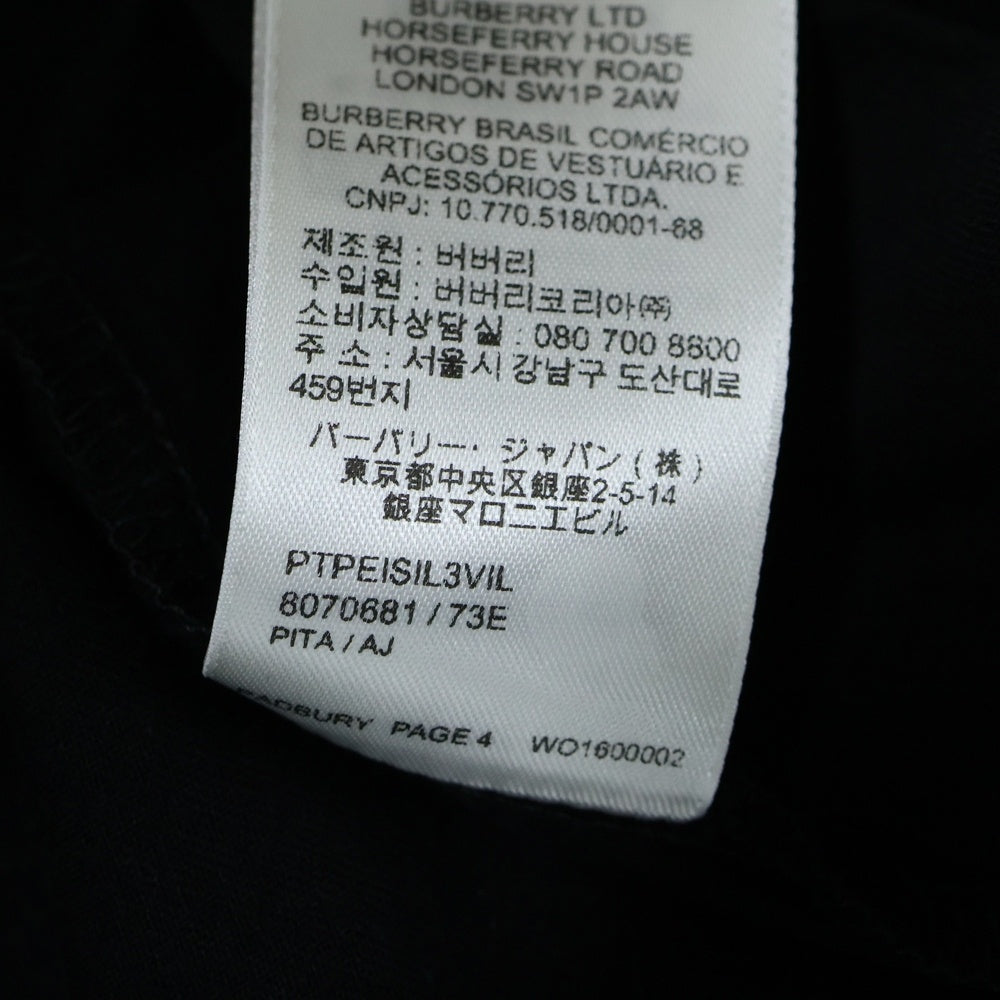 BURBERRY LTD
HORSEFERRY HOUSE
HORSEFERRY ROAD
LONDON SW1P 2AW
BURBERRY BRASIL COMÉRCIO
DE ARTIGOS DE VESTUÁRIO E
ACESSÓRIOS LTDA.
CNPJ: 10.770.518/0001-68
제조원 : 버버리
수입원 : 버버리코리아㈜
소비자상담실 : 080 700 8800
주 소 : 서울시 강남구 도산대로
459번지
バーバリー・ジャパン ( 株 )
東京都中央区銀座2-5-14
銀座マロニエビル
PTPEISIL3VIL
8070681 / 73E
PITA / AJ
PADBURY PAGE 4 WO1600002